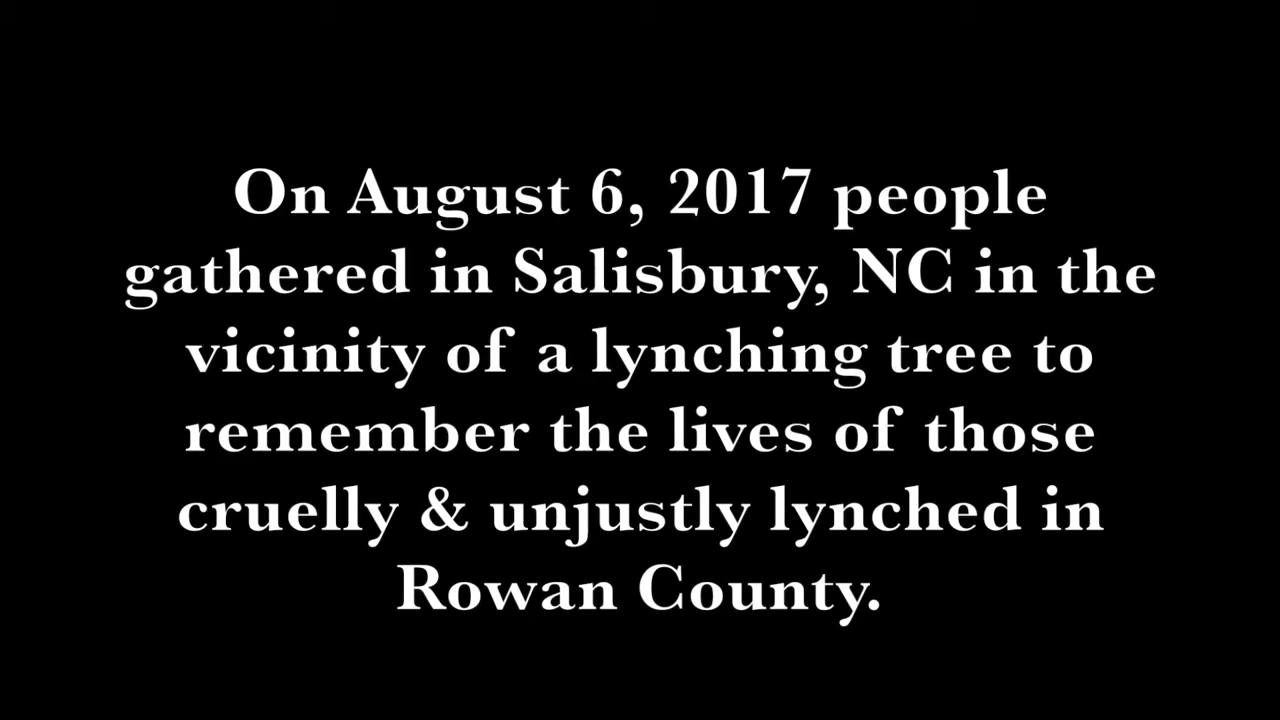 On August 6, 2017 people
gathered in Salisbury, NC in the
vicinity of a lynching tree to
remember the lives of those
cruelly & unjustly lynched in
Rowan County.